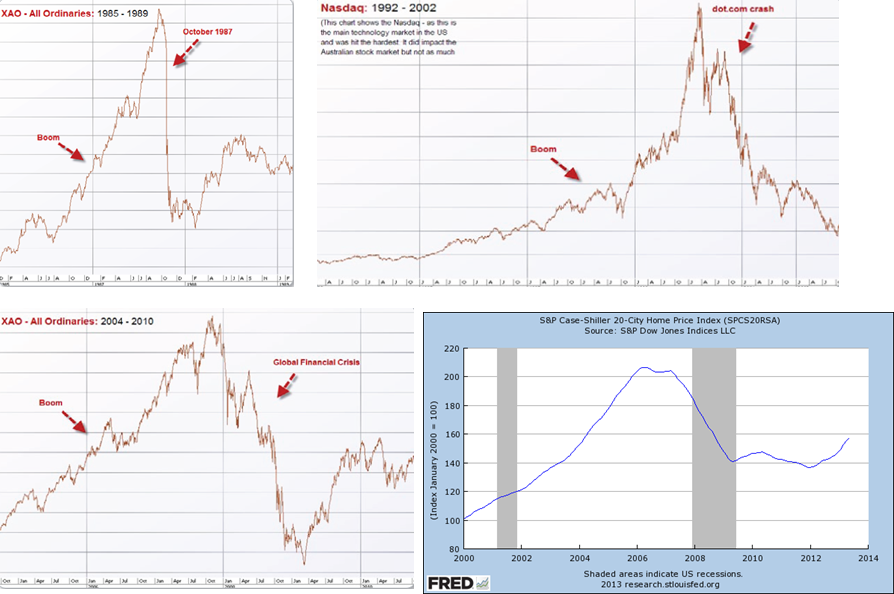 XAO - All Ordinaries: 1985 - 1989
October 1987
Boom
Nasdaq: 1992 - 2002
(This chart shows the Nasdaq - as this is
the main technology market in the US
and was hit the hardest. It did impact the
Australian stock market but not as much
dot.com crash
Boom
XAO - All Ordinaries: 2004 - 2010
Global Financial Crisis
Boom
S&P Case-Shiller 20-City Home Price Index (SPCS20RSA)
Source: S&P Dow Jones Indices LLC
(Index January 2000 = 100)
220
200
180
160
140
120
100
80
2000 2002 2004 2006 2008 2010 2012 2014
Shaded areas indicate US recessions.
2013 research.stlouisfed.org
FRED